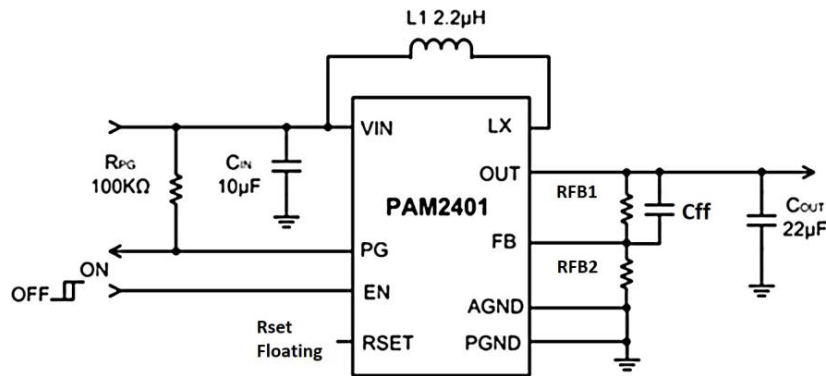 L1 2.2µH
VIN
LX
RPG
100KΩ
CIN
10µF
OUT
RFB1
Cff
COUT
22µF
PAM2401
PG
FB
RFB2
ON
OFF
EN
AGND
Rset
Floating
RSET
PGND